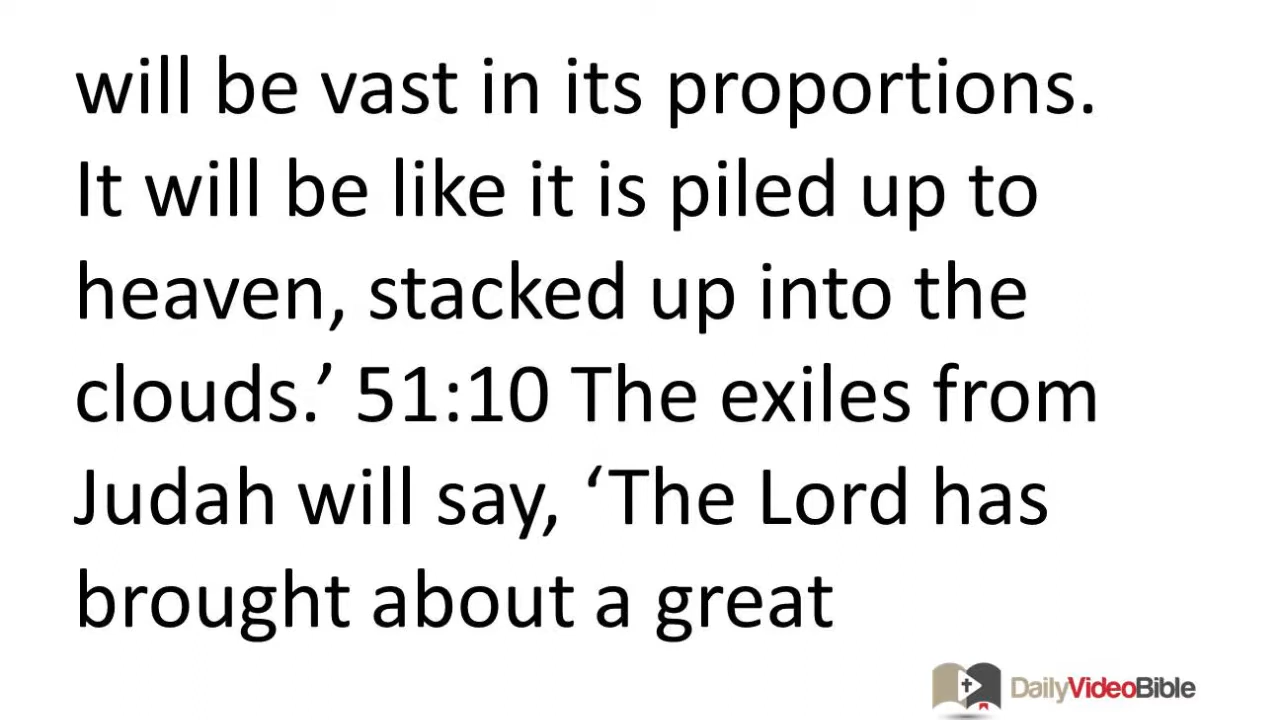 will be vast in its proportions.
It will be like it is piled up to
heaven, stacked up into the
clouds.’ 51:10 The exiles from
Judah will say, ‘The Lord has
brought about a great
DailyVideoBible